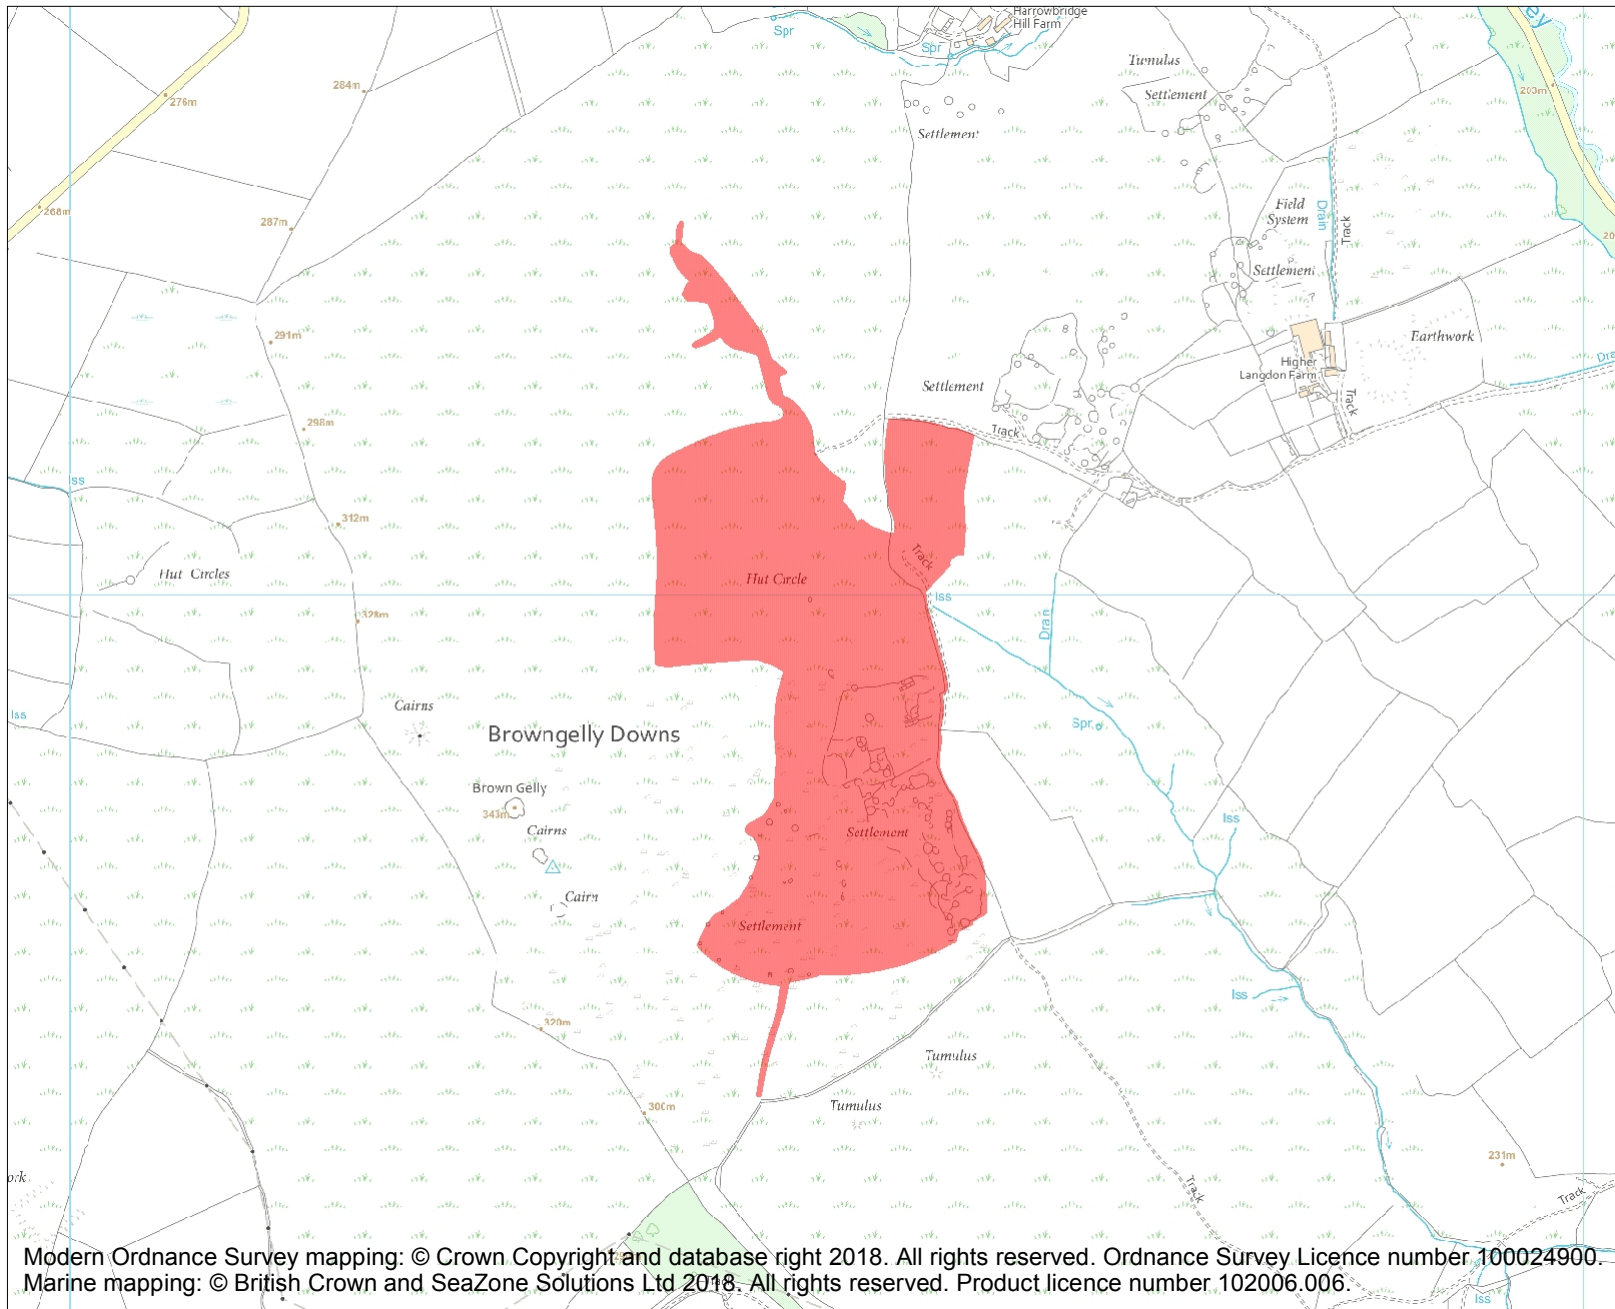 Harrowbridge
Hill Farm
Spr
Spr
Tumulus
284m
Settlement
203m
276m
Settlement
268m
287m
Field
System
Drain
Track
Settlement
291m
Earthwork
Higher
Langdon Farm
Settlement
Track
298m
Track
Iss
312m
Track
Hut Circles
Hut Circle
Iss
328m
Drain
Cairns
Iss
Browngelly Downs
Spr
Brown Gelly
343m
Cairns
Settlement
Iss
Cairn
Settlement
Iss
320m
Tumulus
300m
Tumulus
231m
Track
Track
Modern Ordnance Survey mapping: © Crown Copyright and database right 2018. All rights reserved. Ordnance Survey Licence number 100024900.
Marine mapping: © British Crown and SeaZone Solutions Ltd 2018. All rights reserved. Product licence number 102006.006.
Iss